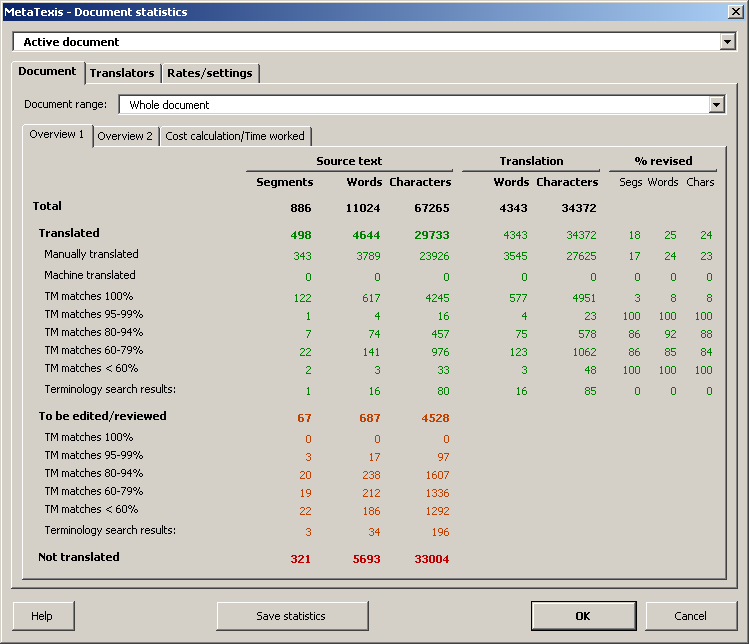 MetaTexis - Document statistics
Active document
Document Translators Rates/settings
Document range: Whole document
Overview 1 Overview 2 Cost calculation/Time worked
Source text Translation % revised
Segments Words Characters Words Characters Segs Words Chars
Total 886 11024 67265 4343 34372
Translated 498 4644 29733 4343 34372 18 25 24
Manually translated 343 3789 23926 3545 27625 17 24 23
Machine translated 0 0 0 0 0 0 0 0
TM matches 100% 122 617 4245 577 4951 3 8 8
TM matches 95-99% 1 4 16 4 23 100 100 100
TM matches 80-94% 7 74 457 75 578 86 92 88
TM matches 60-79% 22 141 976 123 1062 86 85 84
TM matches < 60% 2 3 33 3 48 100 100 100
Terminology search results: 1 16 80 16 85 0 0 0
To be edited/reviewed 67 687 4528
TM matches 100% 0 0 0
TM matches 95-99% 3 17 97
TM matches 80-94% 20 238 1607
TM matches 60-79% 19 212 1336
TM matches < 60% 22 186 1292
Terminology search results: 3 34 196
Not translated 321 5693 33004
Help Save statistics OK Cancel